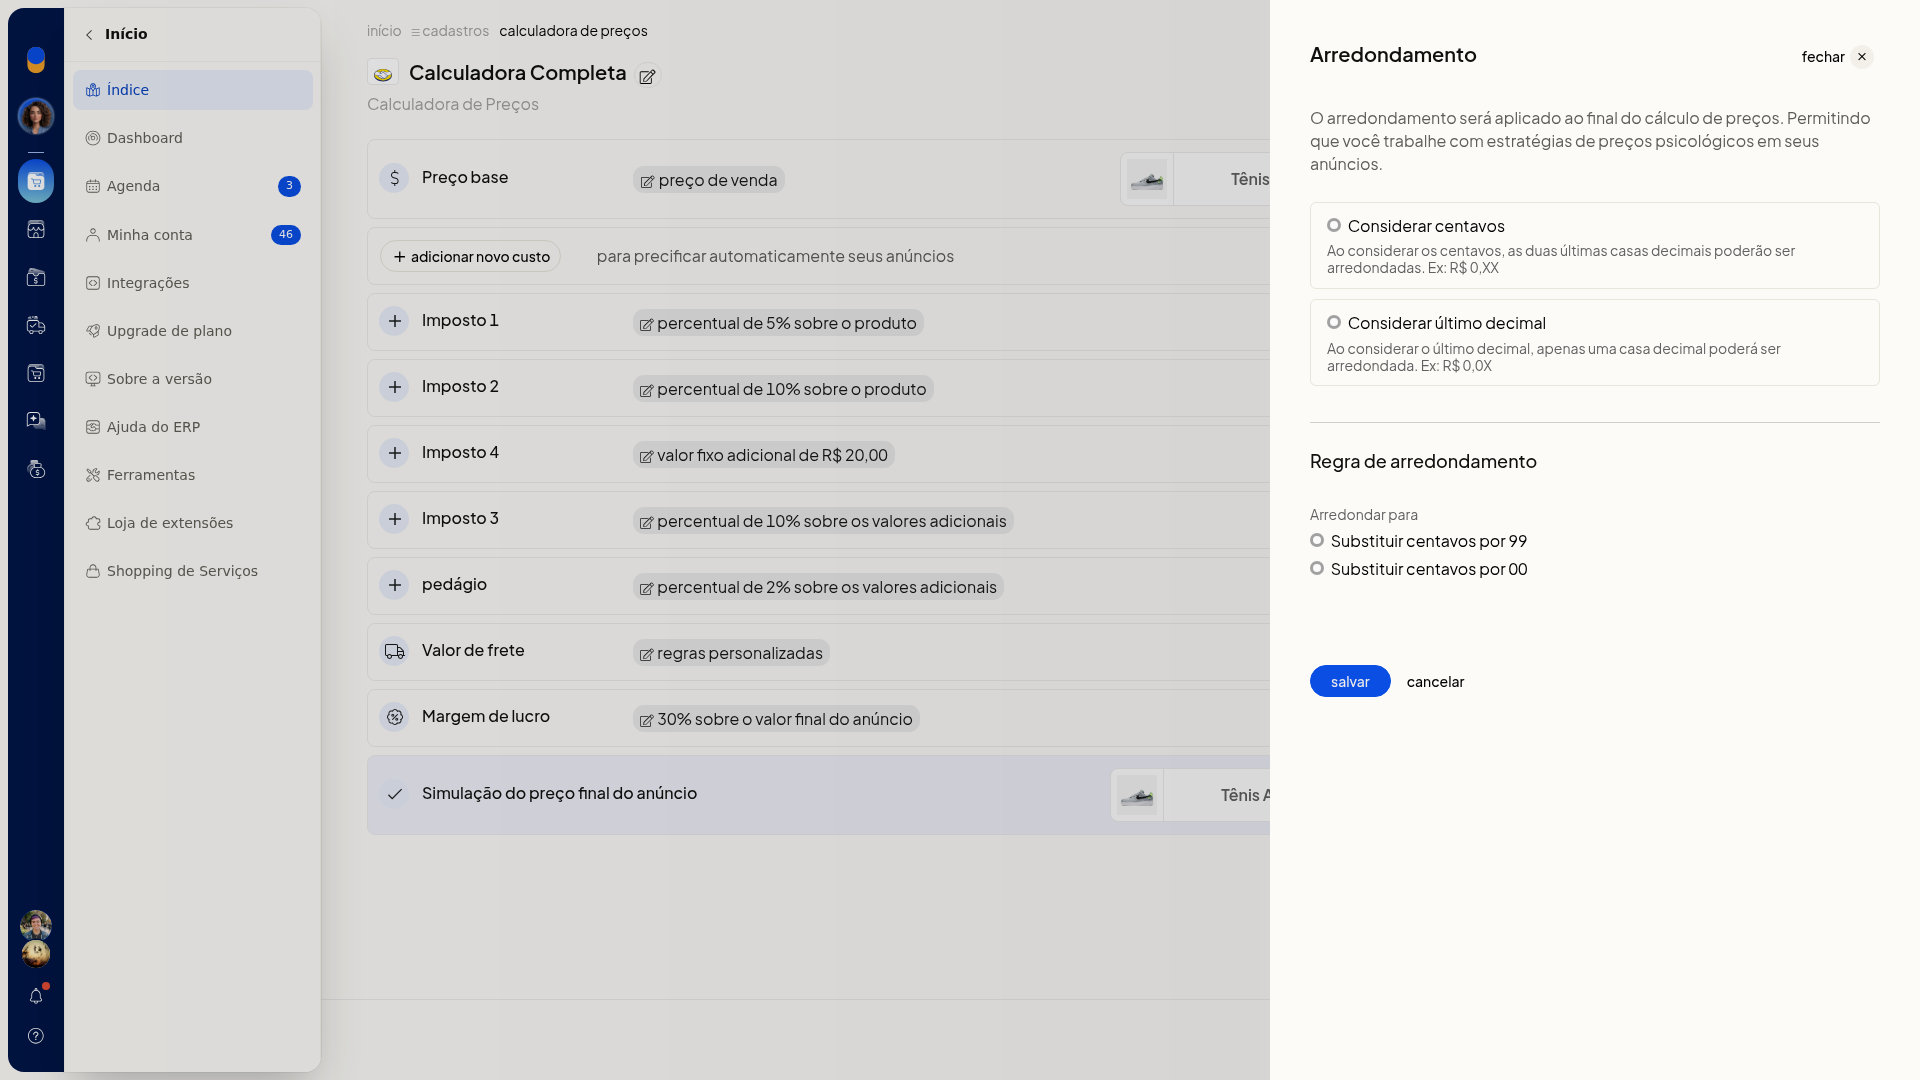 Início
Índice
Dashboard
Agenda
3
Minha conta
46
Integrações
Upgrade de plano
Sobre a versão
Ajuda do ERP
Ferramentas
Loja de extensões
Shopping de Serviços
início cadastros calculadora de preços
Calculadora Completa
Calculadora de Preços
Preço base
preço de venda
Tênis
adicionar novo custo
para precificar automaticamente seus anúncios
Imposto 1
percentual de 5% sobre o produto
Imposto 2
percentual de 10% sobre o produto
Imposto 4
valor fixo adicional de R$ 20,00
Imposto 3
percentual de 10% sobre os valores adicionais
pedágio
percentual de 2% sobre os valores adicionais
Valor de frete
regras personalizadas
Margem de lucro
30% sobre o valor final do anúncio
Simulação do preço final do anúncio
Tênis A
Arredondamento
fechar
O arredondamento será aplicado ao final do cálculo de preços. Permitindo
que você trabalhe com estratégias de preços psicológicos em seus
anúncios.
Considerar centavos
Ao considerar os centavos, as duas últimas casas decimais poderão ser
arredondadas. Ex: R$ 0,XX
Considerar último decimal
Ao considerar o último decimal, apenas uma casa decimal poderá ser
arredondada. Ex: R$ 0,0X
Regra de arredondamento
Arredondar para
Substituir centavos por 99
Substituir centavos por 00
salvar
cancelar